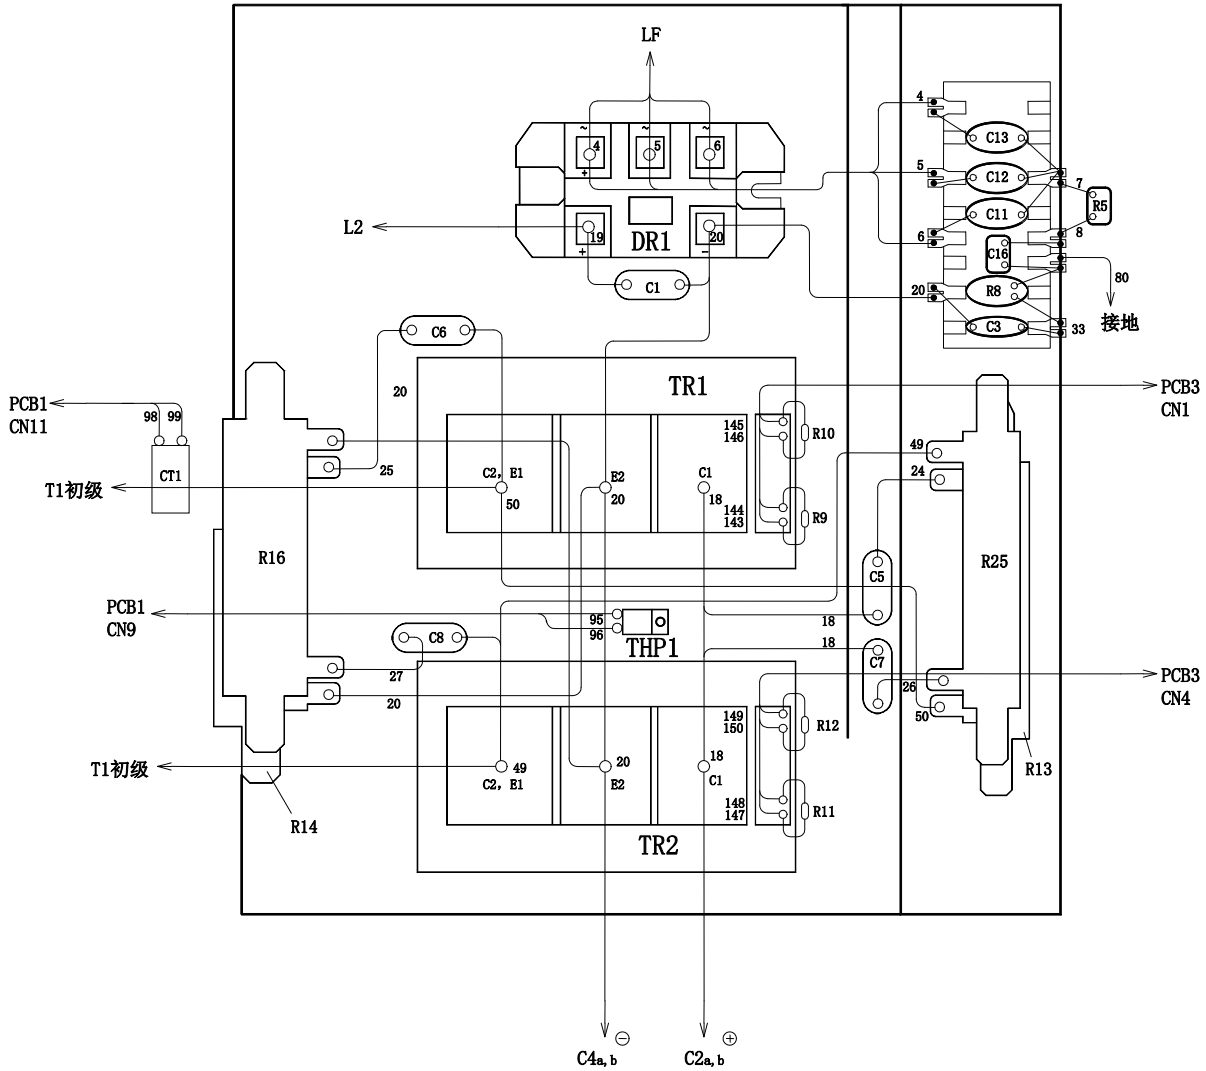 LF
~
~
~
4
5
6
+
L2
19
20
+
DR1
-
C1
4
C13
5
C12
7
R5
C11
6
8
C16
80
20
R8
C3
33
接地
C6
20
TR1
PCB1
CN11
98
99
PCB3
CN1
145
146
R10
CT1
25
49
24
C2, E1
E2
C1
T1初级
50
20
18
144
143
R9
R16
R25
C5
PCB1
CN9
95
96
THP1
18
C8
18
C7
27
20
26
50
PCB3
CN4
149
150
R12
T1初级
49
20
18
C2, E1
E2
C1
148
147
R11
R13
R14
TR2
⊖
⊕
C4a,b
C2a,b